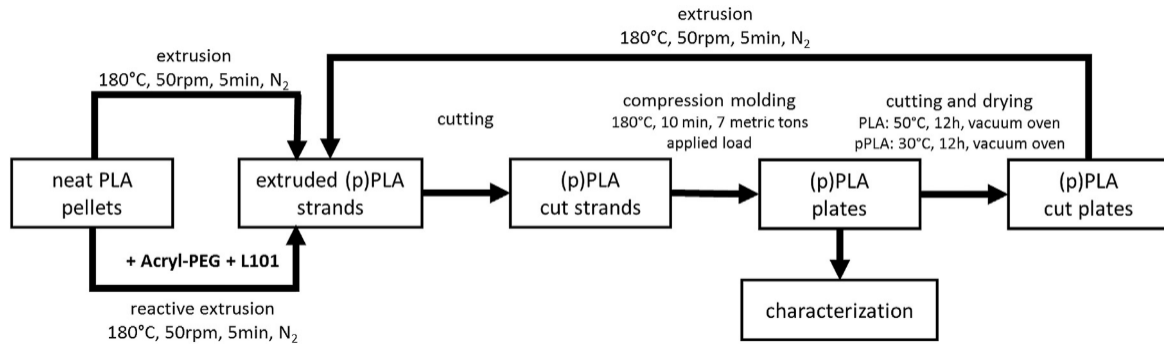 extrusion
180°C, 50rpm, 5min, N₂
extrusion
180°C, 50rpm, 5min, N₂
cutting
compression molding
180°C, 10 min, 7 metric tons
applied load
cutting and drying
PLA: 50°C, 12h, vacuum oven
pPLA: 30°C, 12h, vacuum oven
neat PLA
pellets
extruded (p)PLA
strands
(p)PLA
cut strands
(p)PLA
plates
(p)PLA
cut plates
+ Acryl-PEG + L101
reactive extrusion
180°C, 50rpm, 5min, N₂
characterization